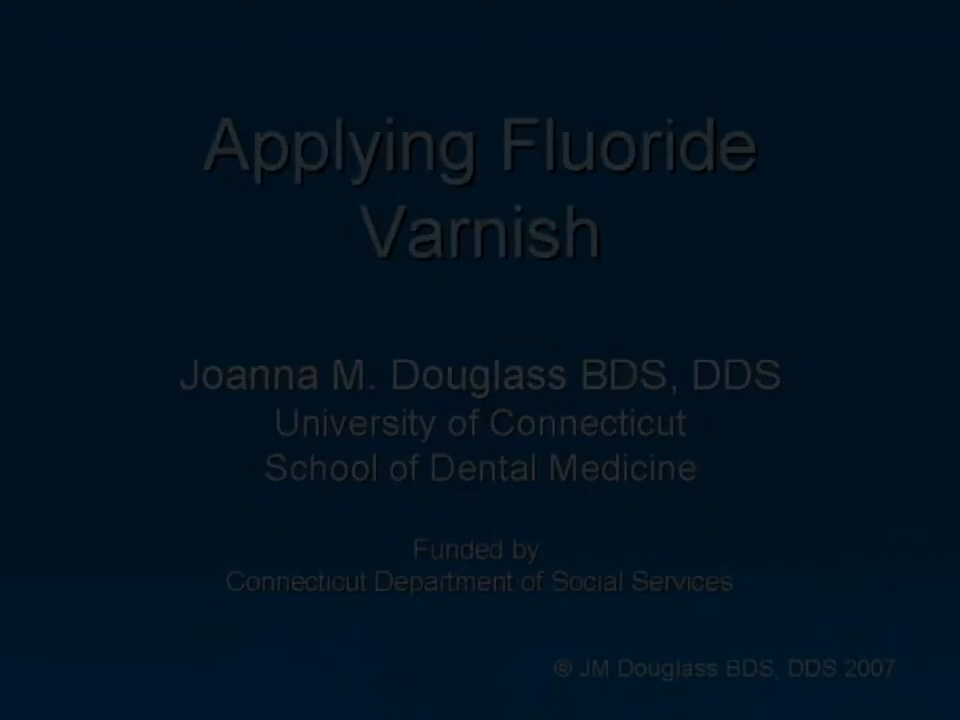 Applying Fluoride
Varnish
Joanna M. Douglass BDS, DDS
University of Connecticut
School of Dental Medicine
Funded by
Connecticut Department of Social Services
© JM Douglass BDS, DDS 2007